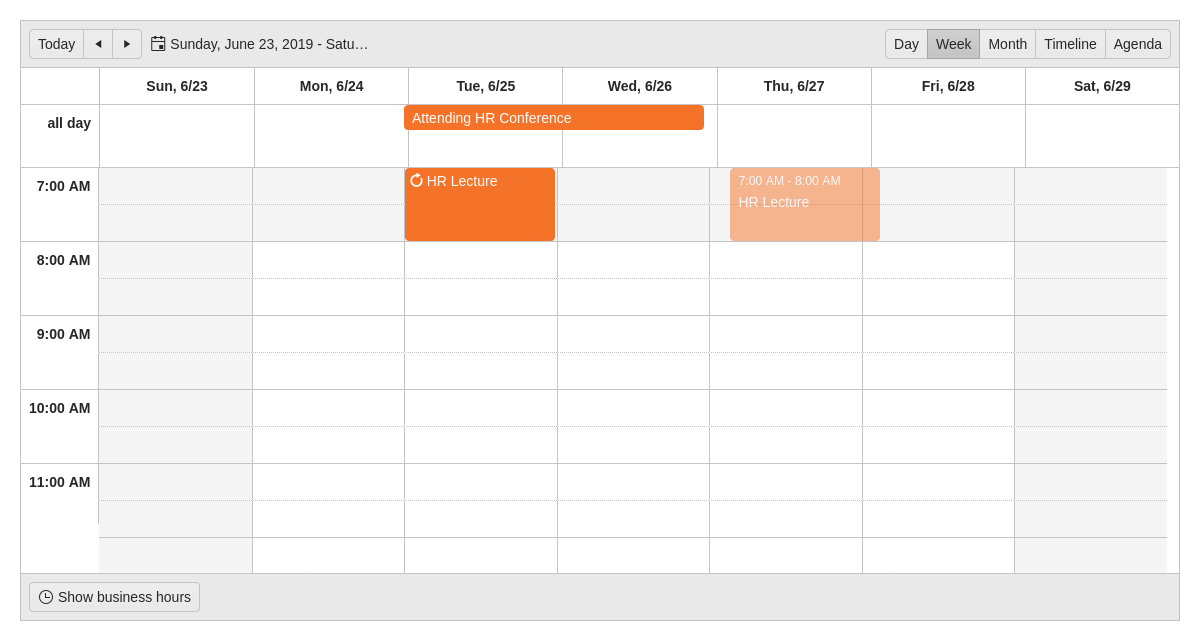 Today
Sunday, June 23, 2019 - Satu…
Day Week Month Timeline Agenda
Sun, 6/23 Mon, 6/24 Tue, 6/25 Wed, 6/26 Thu, 6/27 Fri, 6/28 Sat, 6/29
all day
Attending HR Conference
7:00 AM
HR Lecture
7:00 AM - 8:00 AM
HR Lecture
8:00 AM
9:00 AM
10:00 AM
11:00 AM
Show business hours